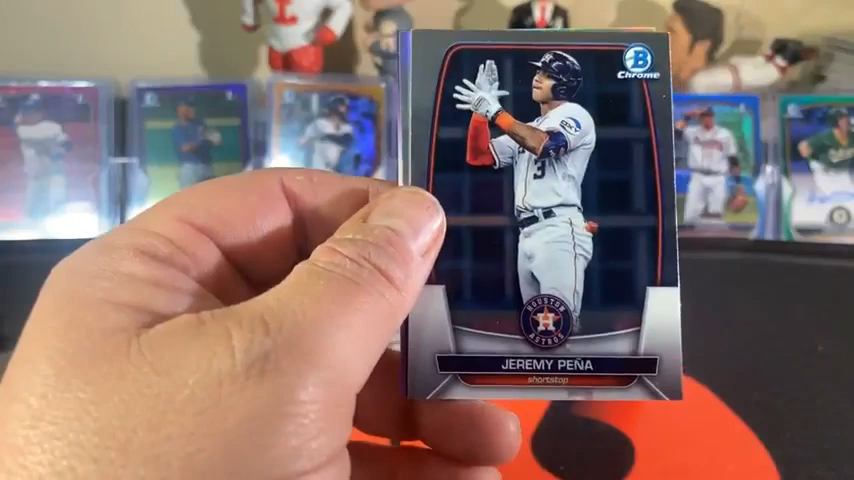 B
Chrome
3
HOUSTON
H
ASTROS
JEREMY PEÑA
shortstop